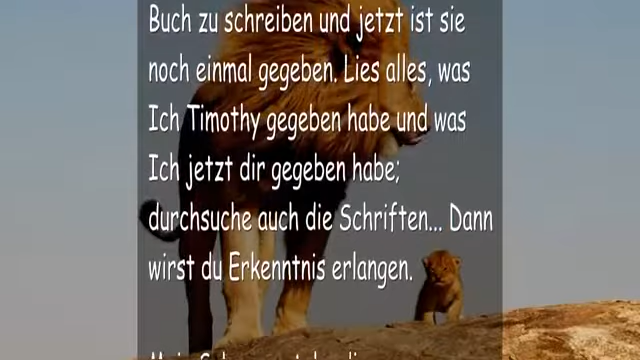 Buch zu schreiben und jetzt ist sie
noch einmal gegeben. Lies alles, was
Ich Timothy gegeben habe und was
Ich jetzt dir gegeben habe;
durchsuche auch die Schriften... Dann
wirst du Erkenntnis erlangen.